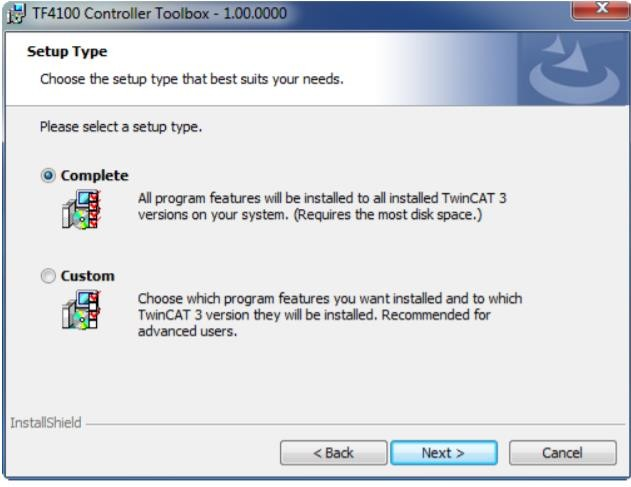 TF4100 Controller Toolbox - 1.00.0000
Setup Type
Choose the setup type that best suits your needs.
Please select a setup type.
Complete
All program features will be installed to all installed TwinCAT 3
versions on your system. (Requires the most disk space.)
Custom
Choose which program features you want installed and to which
TwinCAT 3 version they will be installed. Recommended for
advanced users.
InstallShield
< Back
Next >
Cancel